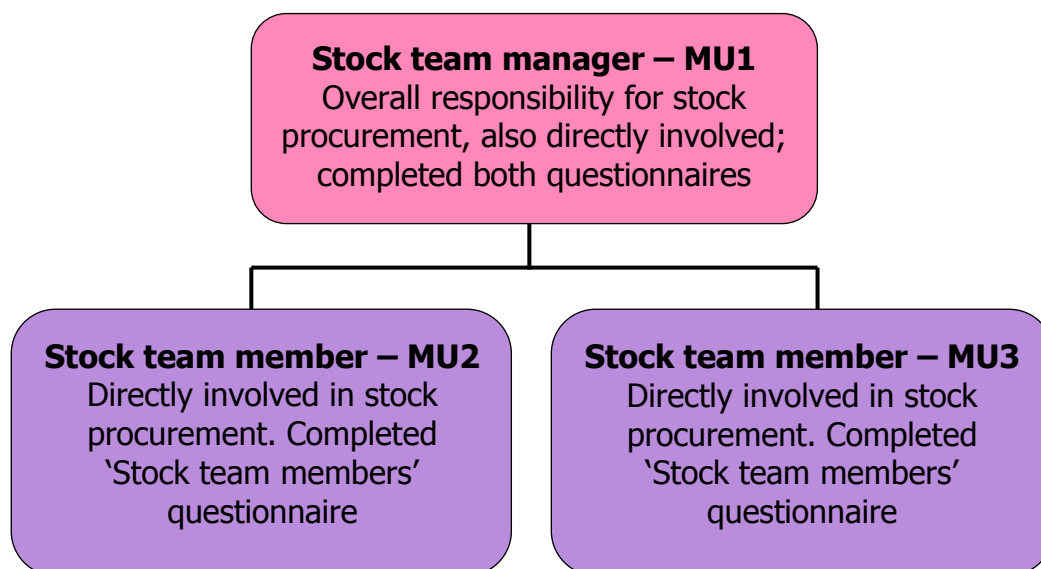 Stock team manager – MU1
Overall responsibility for stock
procurement, also directly involved;
completed both questionnaires
Stock team member – MU2
Directly involved in stock
procurement. Completed
‘Stock team members’
questionnaire
Stock team member – MU3
Directly involved in stock
procurement. Completed
‘Stock team members’
questionnaire